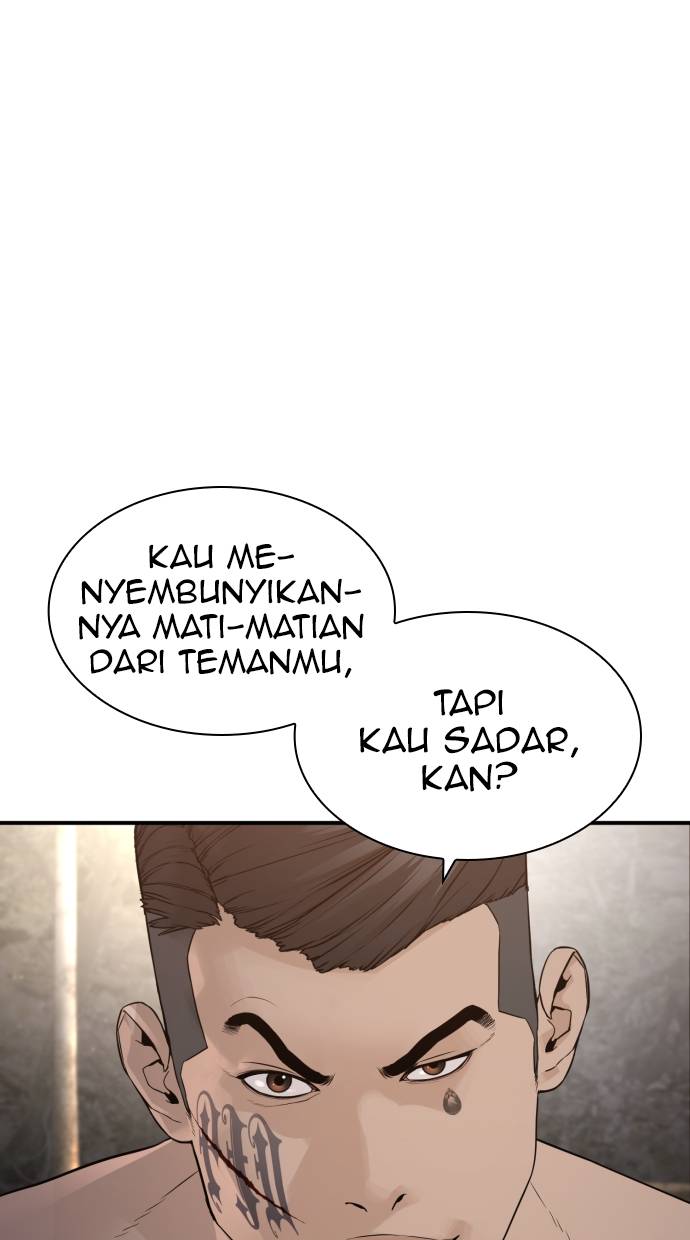 KAU ME-
NYEMBUNYIKAN-
NYA MATI-MATIAN
DARI TEMANMU,
TAPI
KAU SADAR,
KAN?